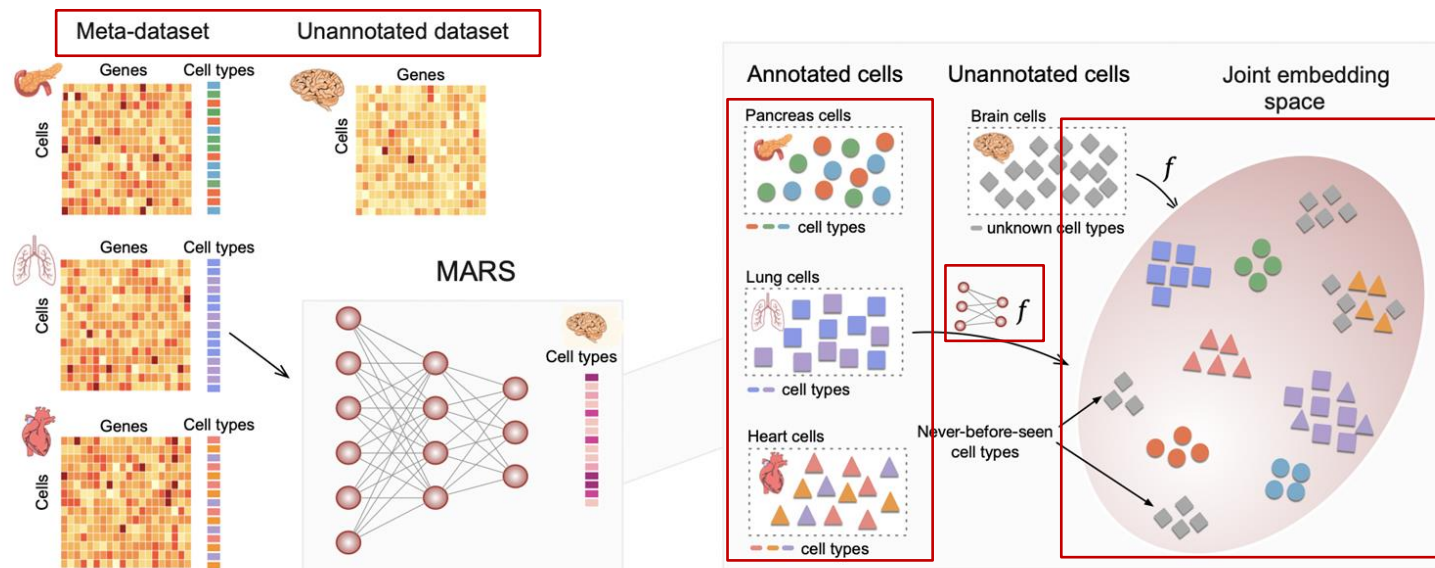 Meta-dataset
Unannotated dataset
Genes
Cell types
Cells
Genes
Cells
Genes
Cell types
Cells
Genes
Cell types
Cells
MARS
Cell types
Annotated cells
Unannotated cells
Joint embedding
space
Pancreas cells
cell types
Brain cells
unknown cell types
f
Lung cells
cell types
f
Never-before-seen
cell types
Heart cells
cell types